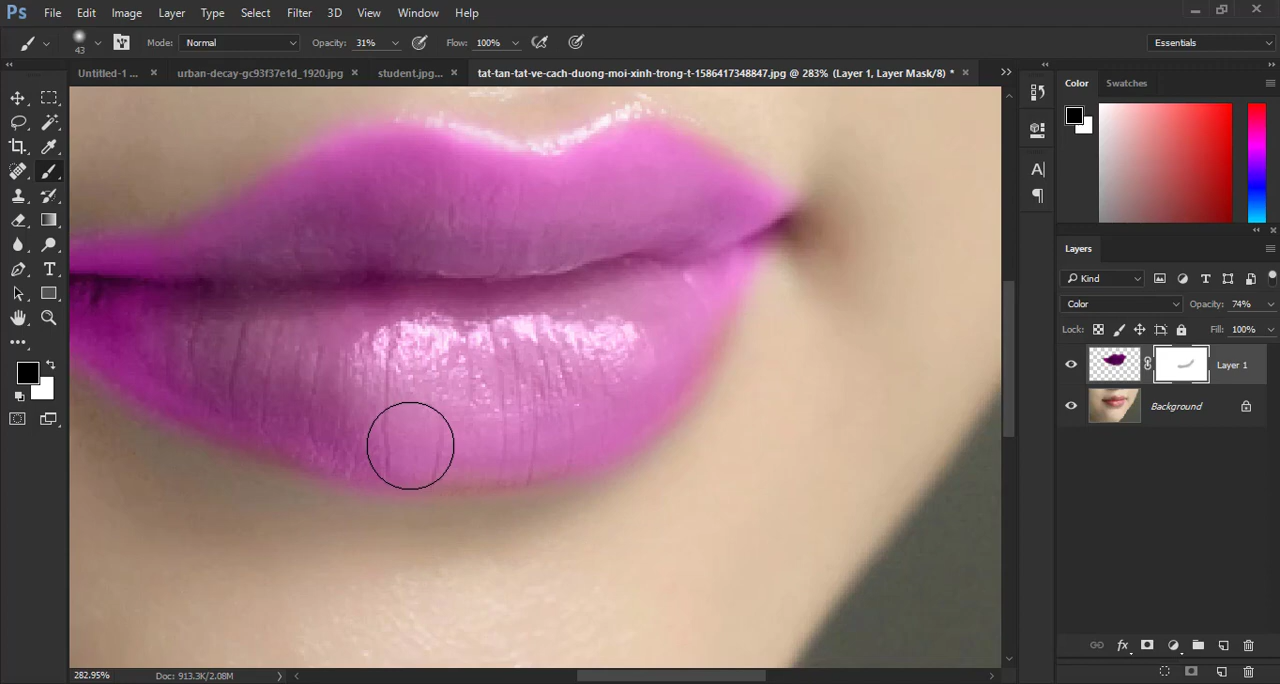 Ps File Edit Image Layer Type Select Filter 3D View Window Help
43 Mode: Normal Opacity: 31% Flow: 100% Essentials
Untitled-1 ... × urban-decay-gc93f37e1d_1920.jpg × student.jpg... × tat-tan-tat-ve-cach-duong-moi-xinh-trong-t-1586417348847.jpg @ 283% (Layer 1, Layer Mask/8) * ×
Color Swatches
Layers
Kind
Color Opacity: 74%
Lock: Fill: 100%
Layer 1
Background
282.95% Doc: 913.3K/2.08M